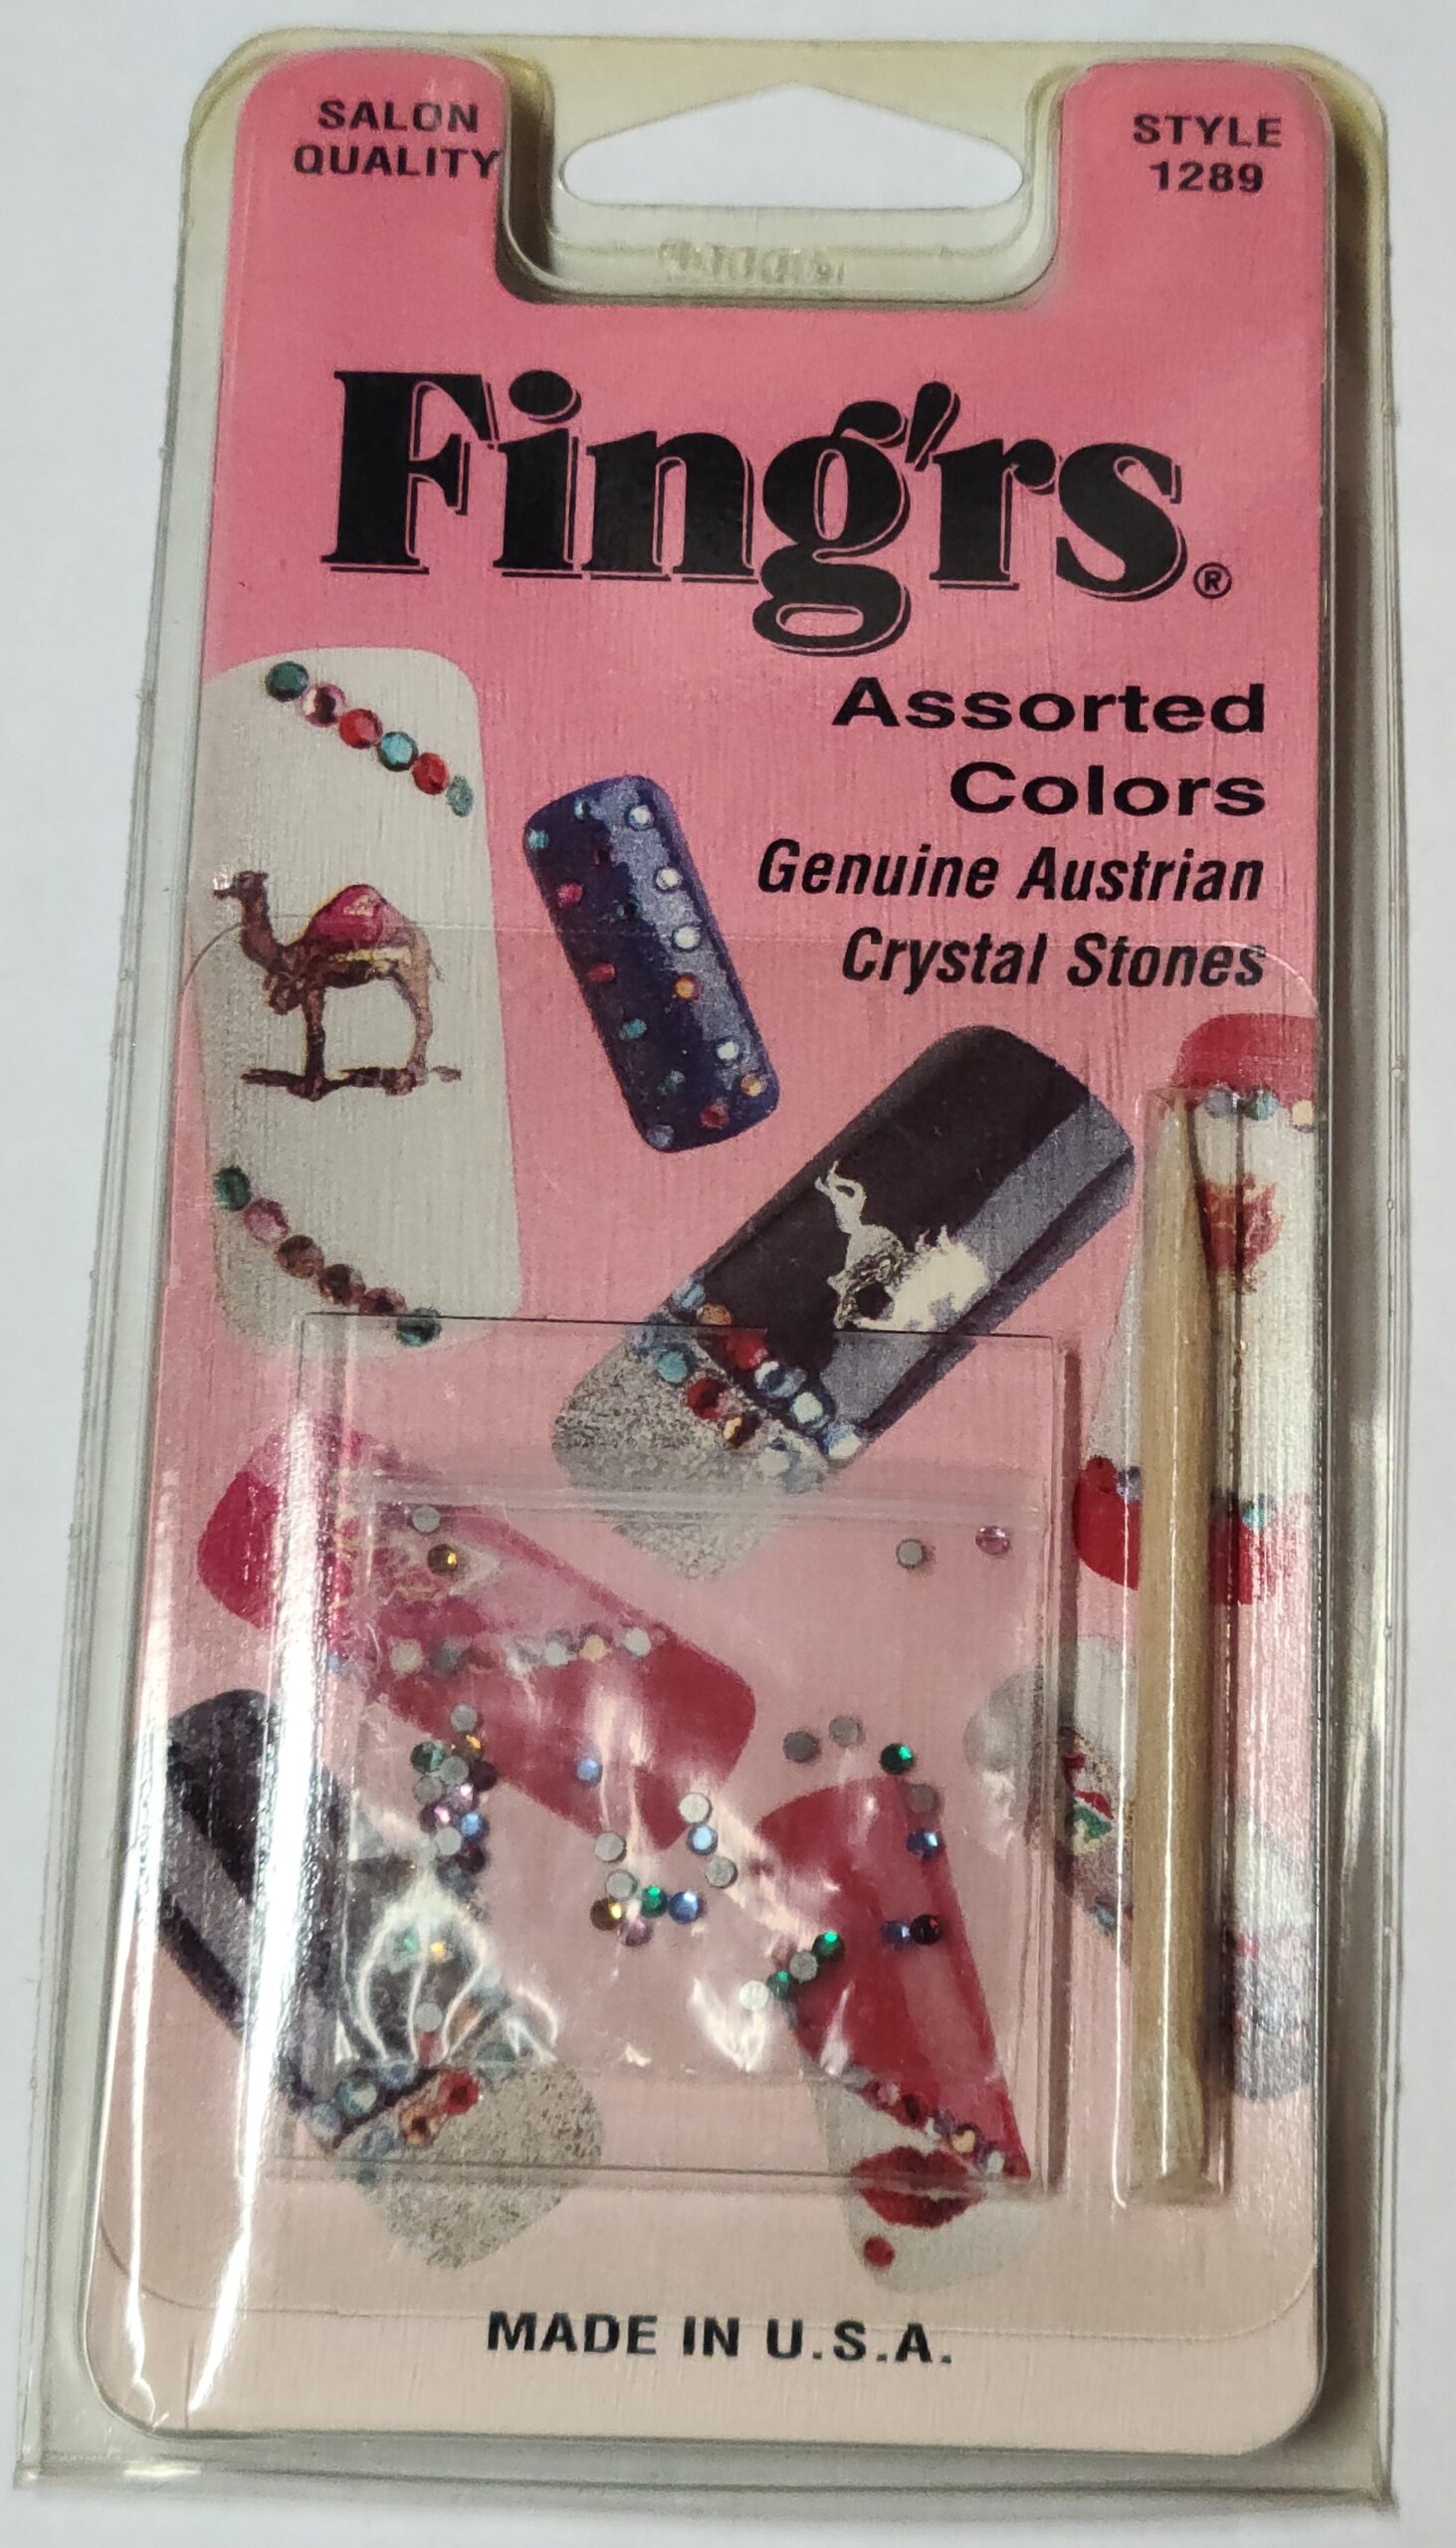 SALON
QUALITY
STYLE
1289
Fing'rs®
Assorted
Colors
Genuine Austrian
Crystal Stones
MADE IN U.S.A.